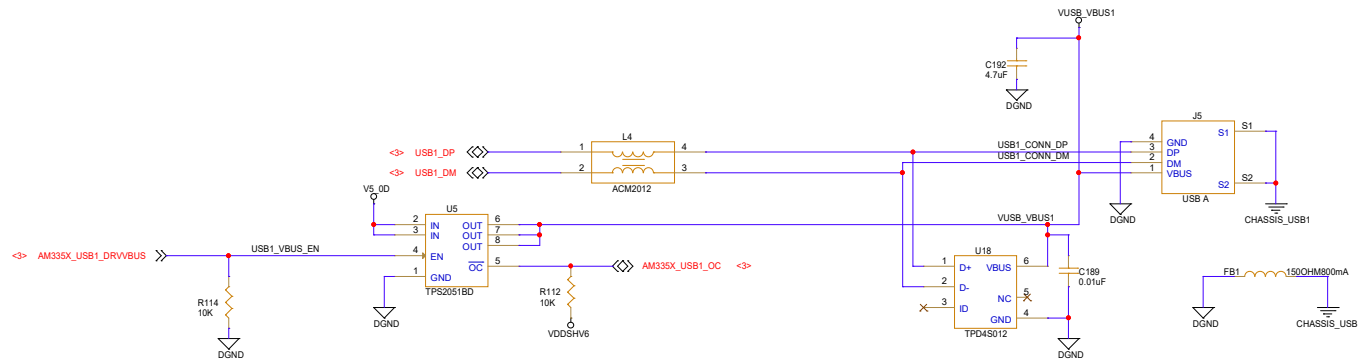 VUSB_VBUS1
C192
4.7uF
DGND
J5
L4
4 GND S1 S1
<3> USB1_DP 1 4 USB1_CONN_DP 3 DP
<3> USB1_DM 2 3 USB1_CONN_DM 2 DM
1 VBUS S2 S2
ACM2012
USB A
V5_0D
U5
DGND
CHASSIS_USB1
2 IN OUT 6 VUSB_VBUS1
3 IN OUT 7
OUT 8
USB1_VBUS_EN
<3> AM335X_USB1_DRVVBUS 4 EN
U18
OC 5 AM335X_USB1_OC <3>
1 GND
1 D+ VBUS 6
TPS2051BD
C189
0.01uF
FB1 150OHM800mA
2 D-
R114
10K
R112
10K
NC 5
3 ID
GND 4
DGND
VDDSHV6
TPD4S012
DGND
CHASSIS_USB
DGND
DGND